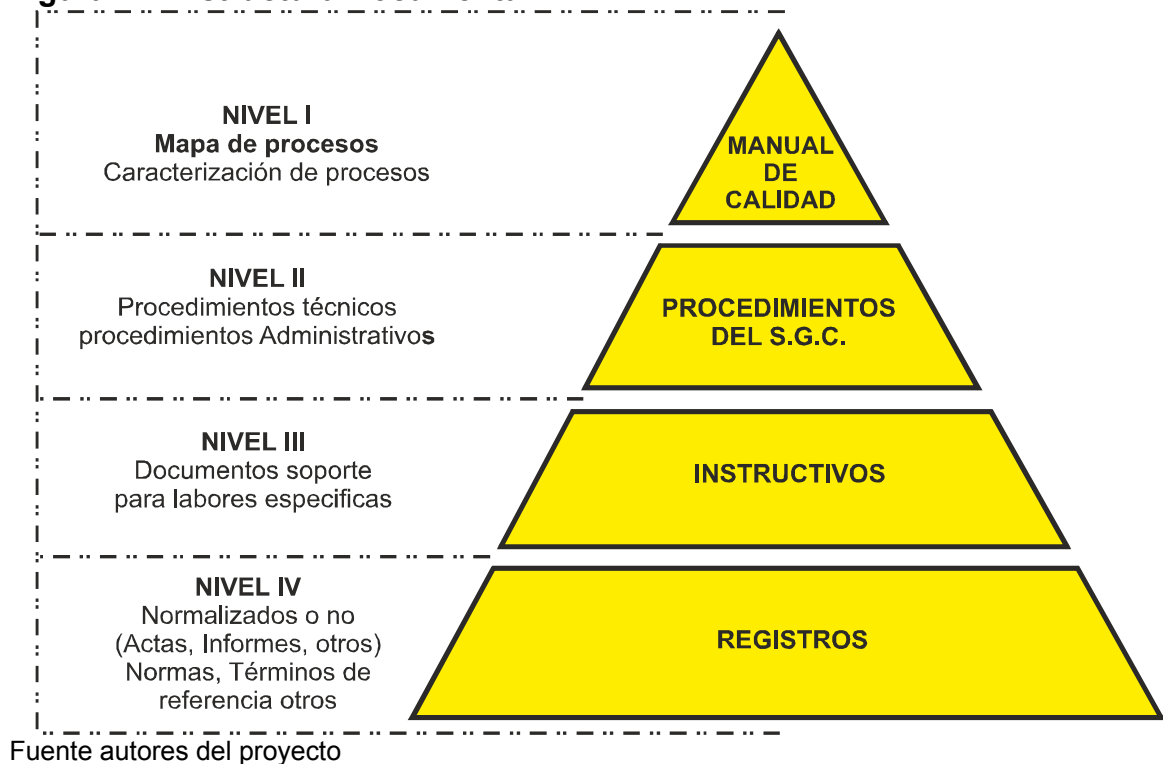 NIVEL I
Mapa de procesos
Caracterización de procesos
MANUAL
DE
CALIDAD
NIVEL II
Procedimientos técnicos
procedimientos Administrativos
PROCEDIMIENTOS
DEL S.G.C.
NIVEL III
Documentos soporte
para labores especificas
INSTRUCTIVOS
NIVEL IV
Normalizados o no
(Actas, Informes, otros)
Normas, Términos de
referencia otros
REGISTROS
Fuente autores del proyecto